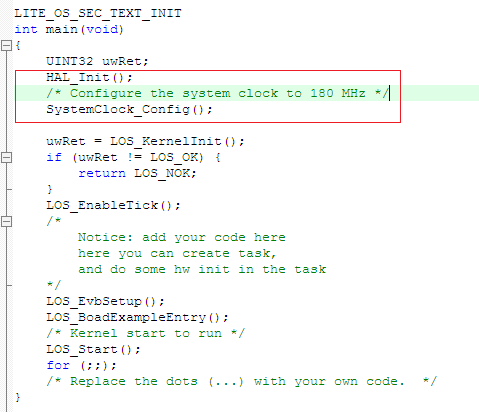 LITE_OS_SEC_TEXT_INIT
int main(void)
{
    UINT32 uwRet;
    HAL_Init();
    /* Configure the system clock to 180 MHz */
    SystemClock_Config();

    uwRet = LOS_KernelInit();
    if (uwRet != LOS_OK) {
        return LOS_NOK;
    }
    LOS_EnableTick();
    /*
        Notice: add your code here
        here you can create task,
        and do some hw init in the task
    */
    LOS_EvbSetup();
    LOS_BoadExampleEntry();
    /* Kernel start to run */
    LOS_Start();
    for (;;);
    /* Replace the dots (...) with your own code.  */
}